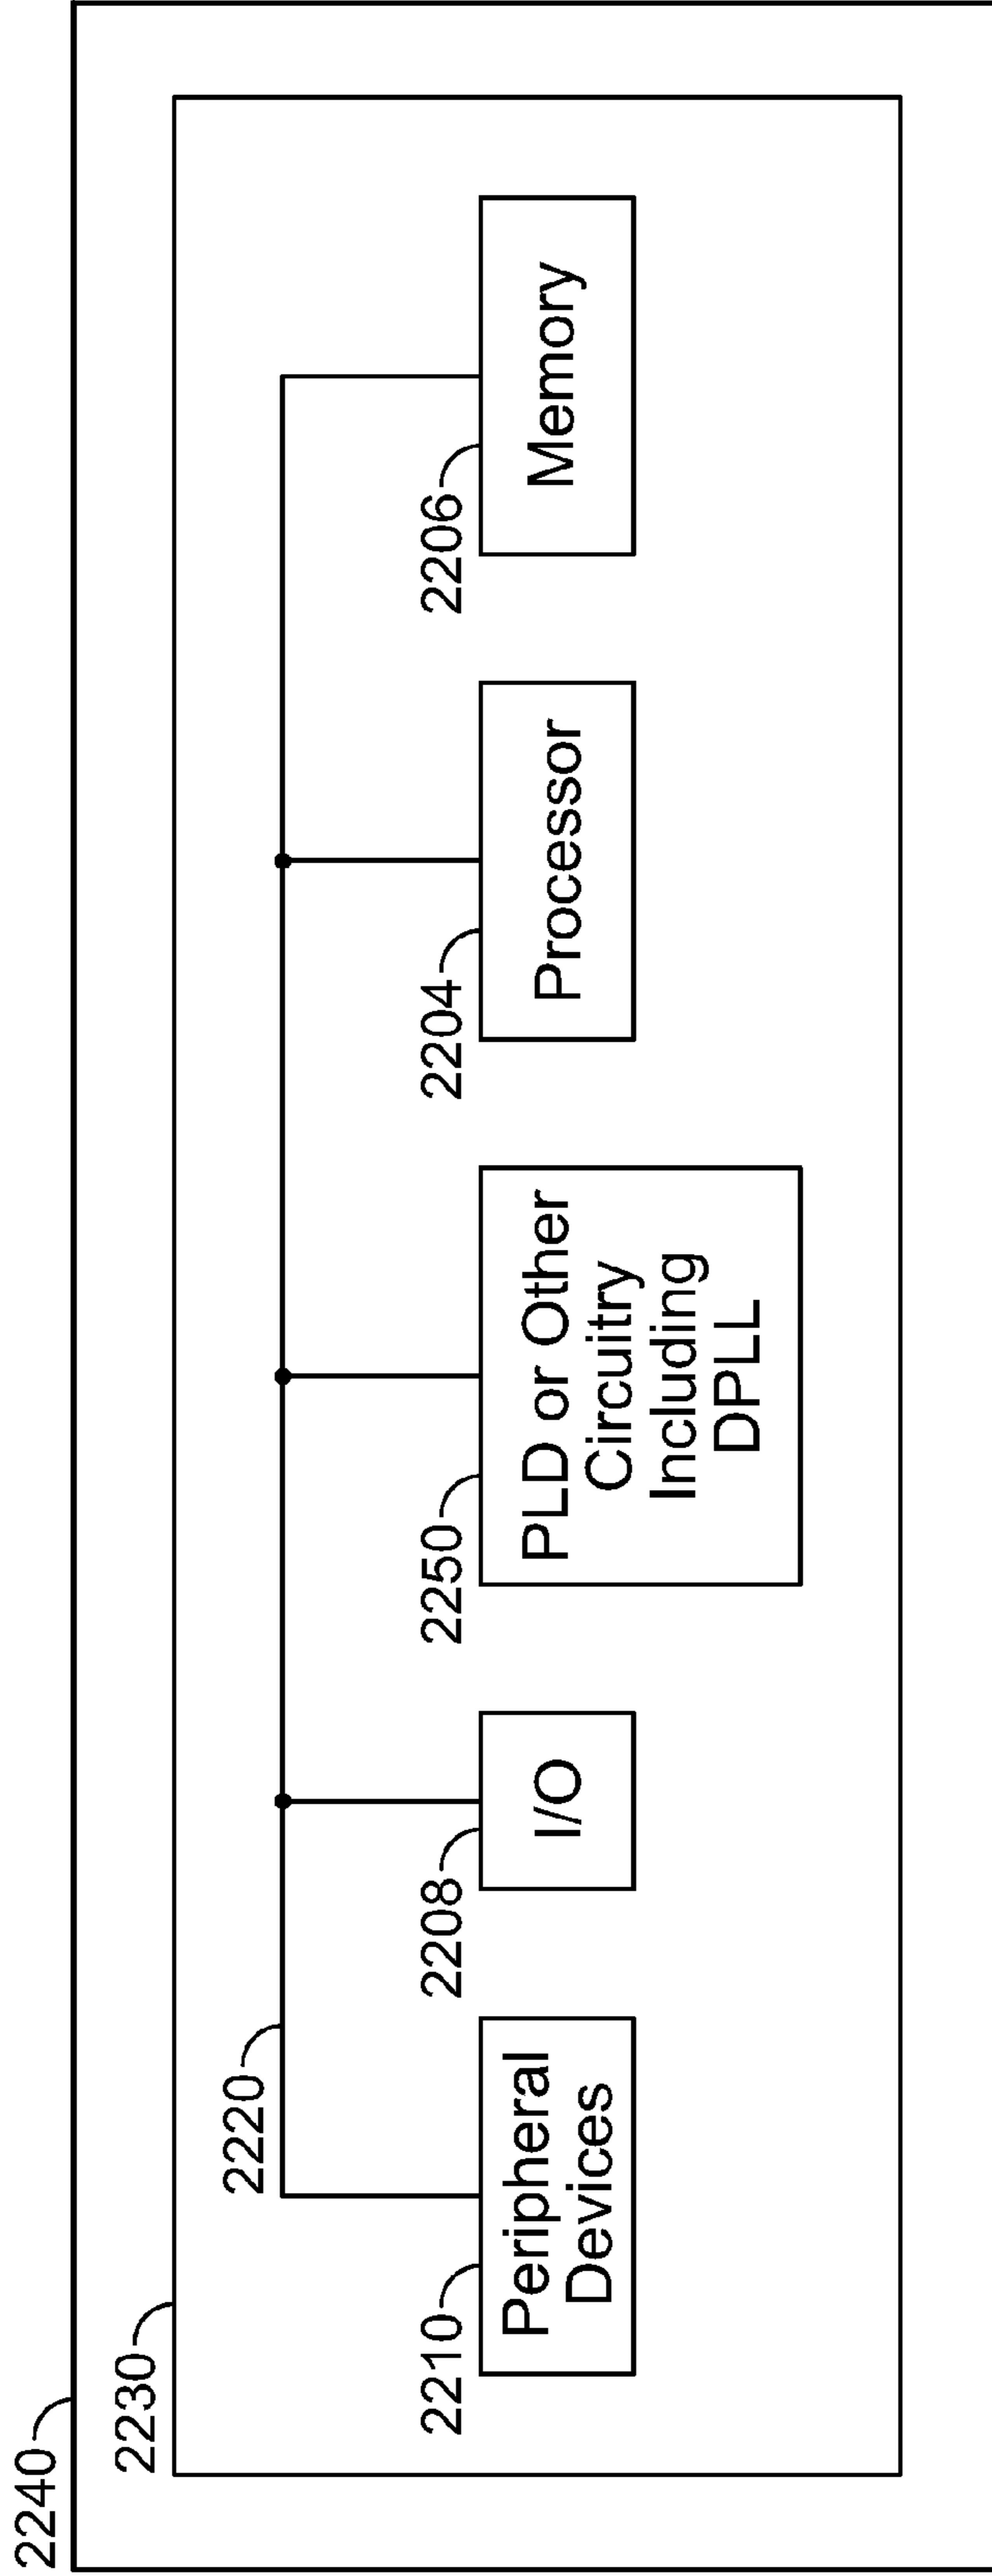 2240
2230
2220
2210
Peripheral
Devices
2208
I/O
2250
PLD or Other
Circuitry
Including
DPLL
2204
Processor
2206
Memory